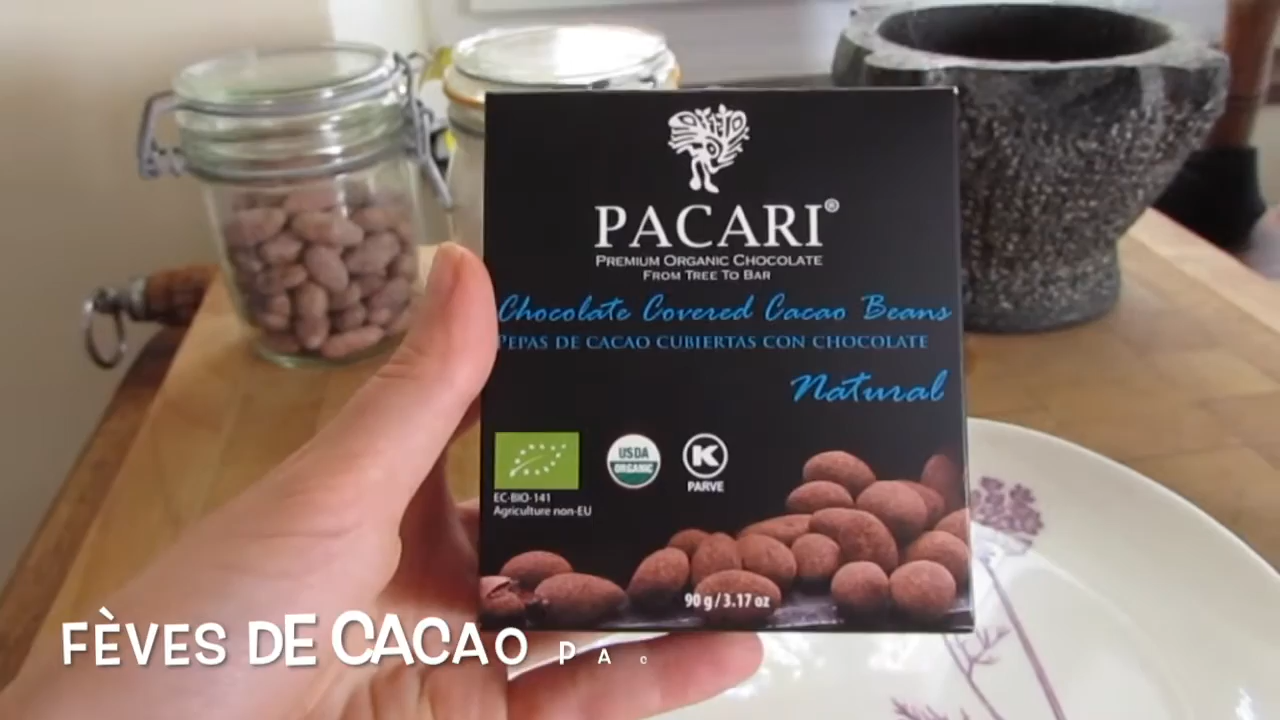 PACARI®
PREMIUM ORGANIC CHOCOLATE
FROM TREE TO BAR
Chocolate Covered Cacao Beans
PEPAS DE CACAO CUBIERTAS CON CHOCOLATE
Natural
USDA
ORGANIC
K
PARVE
EC-BIO-141
Agriculture non-EU
90 g / 3.17 oz
FÈVES DE CACAO PAC